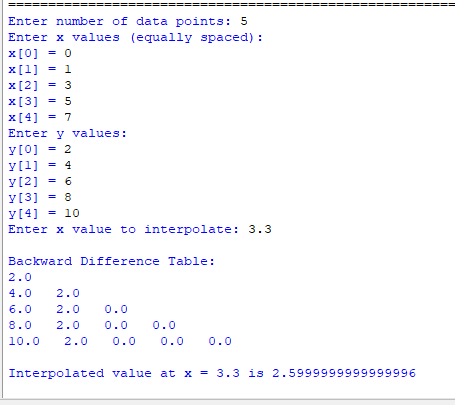 Enter number of data points: 5
Enter x values (equally spaced):
x[0] = 0
x[1] = 1
x[2] = 3
x[3] = 5
x[4] = 7
Enter y values:
y[0] = 2
y[1] = 4
y[2] = 6
y[3] = 8
y[4] = 10
Enter x value to interpolate: 3.3
Backward Difference Table:
2.0
4.0 2.0
6.0 2.0 0.0
8.0 2.0 0.0 0.0
10.0 2.0 0.0 0.0 0.0
Interpolated value at x = 3.3 is 2.5999999999999996